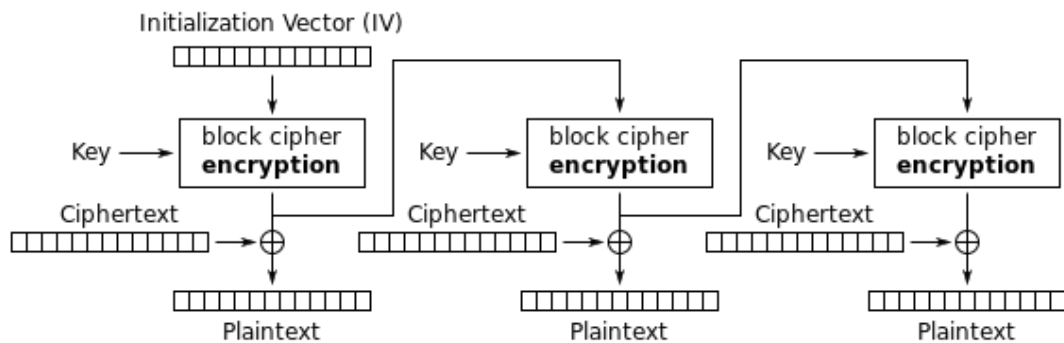 Initialization Vector (IV)
Key
block cipher
encryption
Key
block cipher
encryption
Key
block cipher
encryption
Ciphertext
Ciphertext
Ciphertext
Plaintext
Plaintext
Plaintext